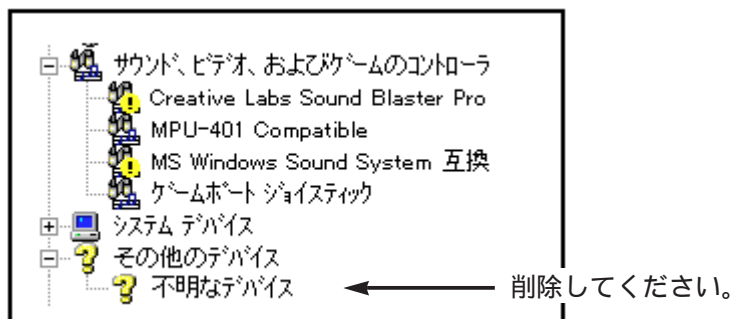 サウンド、ビデオ、およびゲームのコントローラ
Creative Labs Sound Blaster Pro
MPU-401 Compatible
MS Windows Sound System 互換
ゲームポート ジョイスティック
システム デバイス
その他のデバイス
不明なデバイス
削除してください。